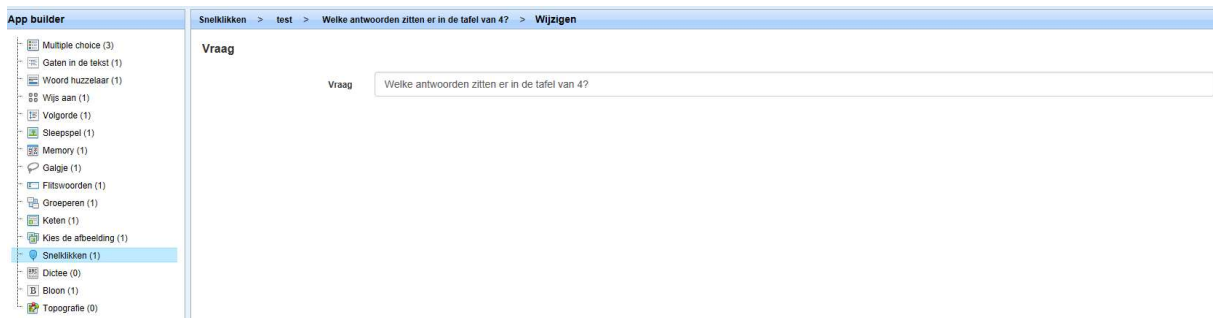 App builder
Multiple choice (3)
Gaten in de tekst (1)
Woord huzzelaar (1)
Wijs aan (1)
Volgorde (1)
Sleepspel (1)
Memory (1)
Galgje (1)
Flitswoorden (1)
Groeperen (1)
Keten (1)
Kies de afbeelding (1)
Snelklikken (1)
Dictee (0)
Bloon (1)
Topografie (0)
Snelklikken > test > Welke antwoorden zitten er in de tafel van 4? > Wijzigen
Vraag
Vraag Welke antwoorden zitten er in de tafel van 4?